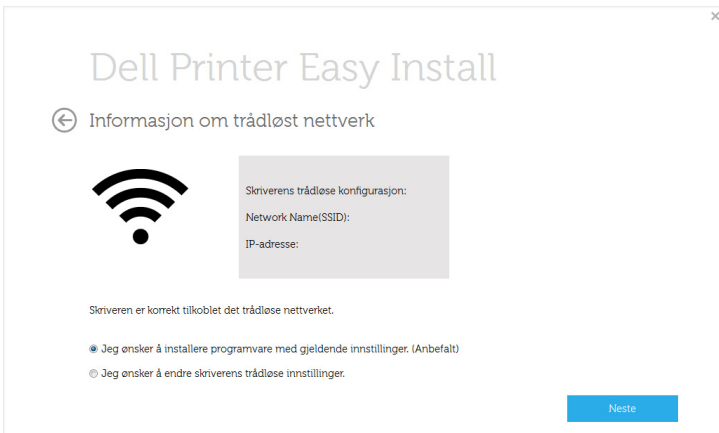 Dell Printer Easy Install
Informasjon om trådløst nettverk
Skriverens trådløse konfigurasjon:
Network Name(SSID):
IP-adresse:
Skriveren er korrekt tilkoblet det trådløse nettverket.
Jeg ønsker å installere programvare med gjeldende innstillinger. (Anbefalt)
Jeg ønsker å endre skriverens trådløse innstillinger.
Neste